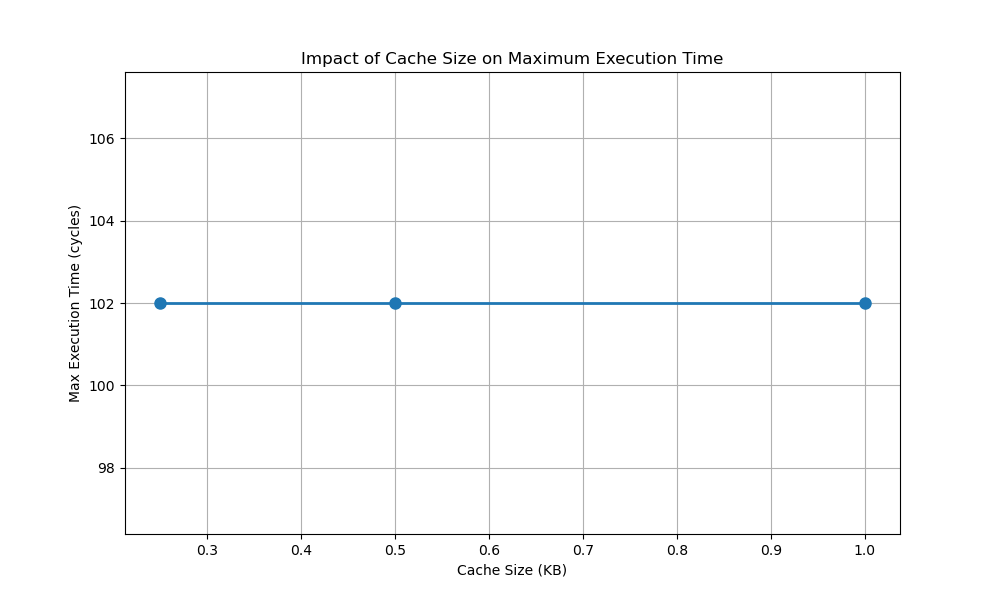 Impact of Cache Size on Maximum Execution Time
106
104
102
100
98
Max Execution Time (cycles)
0.3 0.4 0.5 0.6 0.7 0.8 0.9 1.0
Cache Size (KB)